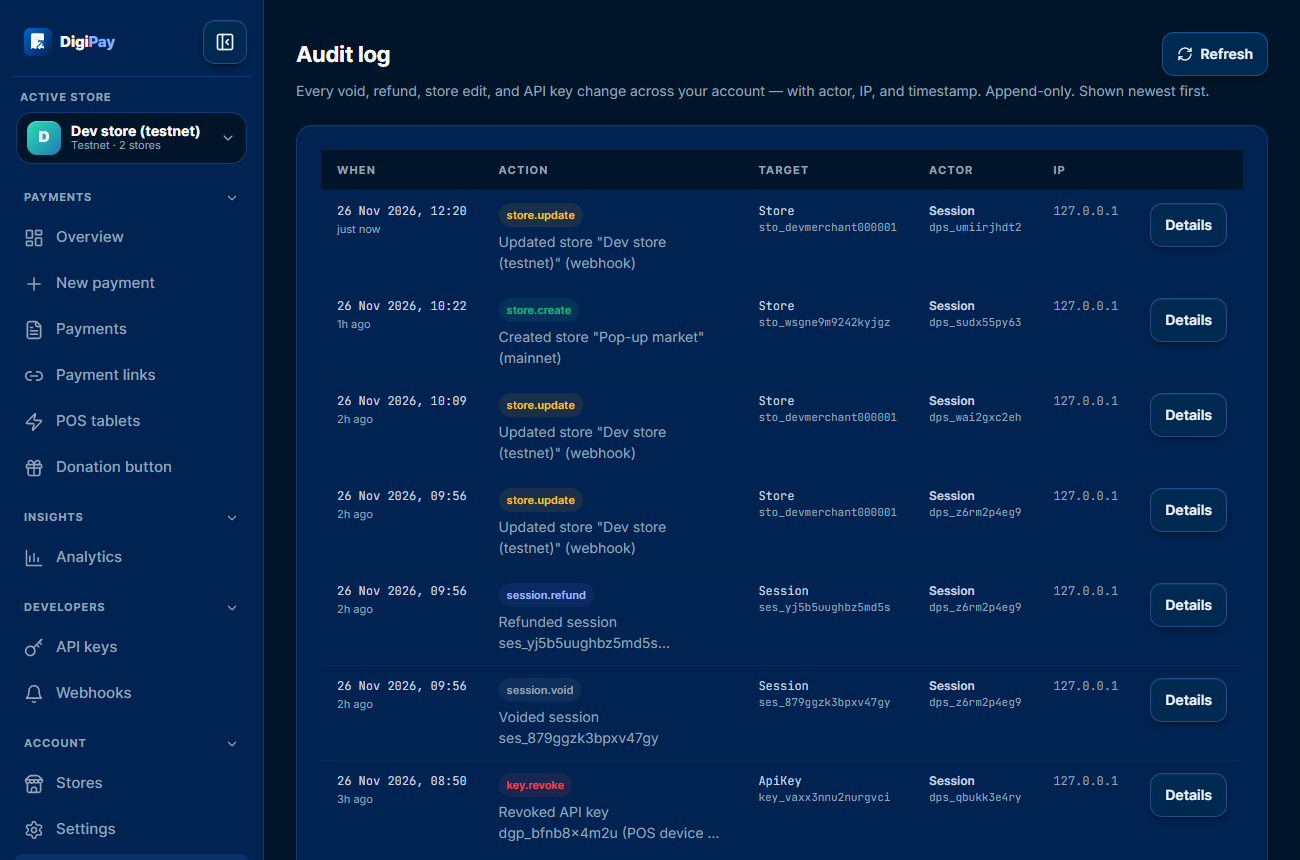 DigiPay
ACTIVE STORE
D
Dev store (testnet)
Testnet · 2 stores
PAYMENTS
Overview
New payment
Payments
Payment links
POS tablets
Donation button
INSIGHTS
Analytics
DEVELOPERS
API keys
Webhooks
ACCOUNT
Stores
Settings
Audit log
Refresh
Every void, refund, store edit, and API key change across your account — with actor, IP, and timestamp. Append-only. Shown newest first.
WHEN ACTION TARGET ACTOR IP
26 Nov 2026, 12:20 store.update Store Session 127.0.0.1 Details
just now sto_devmerchant000001 dps_umiirjhdt2
Updated store "Dev store
(testnet)" (webhook)
26 Nov 2026, 10:22 store.create Store Session 127.0.0.1 Details
1h ago sto_wsgne9m9242kyjgz dps_sudx55py63
Created store "Pop-up market"
(mainnet)
26 Nov 2026, 10:09 store.update Store Session 127.0.0.1 Details
2h ago sto_devmerchant000001 dps_wai2gxc2eh
Updated store "Dev store
(testnet)" (webhook)
26 Nov 2026, 09:56 store.update Store Session 127.0.0.1 Details
2h ago sto_devmerchant000001 dps_z6rm2p4eg9
Updated store "Dev store
(testnet)" (webhook)
26 Nov 2026, 09:56 session.refund Session Session 127.0.0.1 Details
2h ago ses_yj5b5uughbz5md5s dps_z6rm2p4eg9
Refunded session
ses_yj5b5uughbz5md5s…
26 Nov 2026, 09:56 session.void Session Session 127.0.0.1 Details
2h ago ses_879ggzk3bpxv47gy dps_z6rm2p4eg9
Voided session
ses_879ggzk3bpxv47gy
26 Nov 2026, 08:50 key.revoke ApiKey Session 127.0.0.1 Details
3h ago key_vaxx3nnu2nurgvci dps_qbukk3e4ry
Revoked API key
dgp_bfnb8×4m2u (POS device …